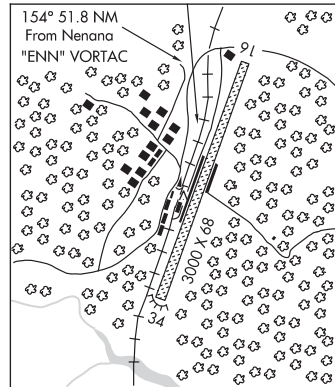 154° 51.8 NM
From Nenana
"ENN" VORTAC
16
3000 X 68
34